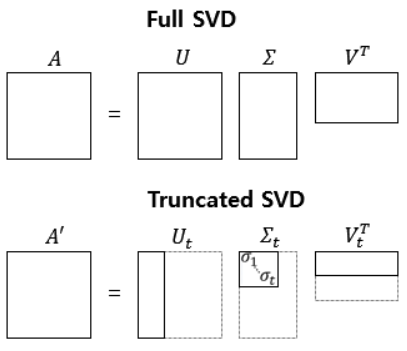 Full SVD
A U Σ V^T
=
Truncated SVD
A′ U_t Σ_t V_t^T
σ_1
=
σ_t